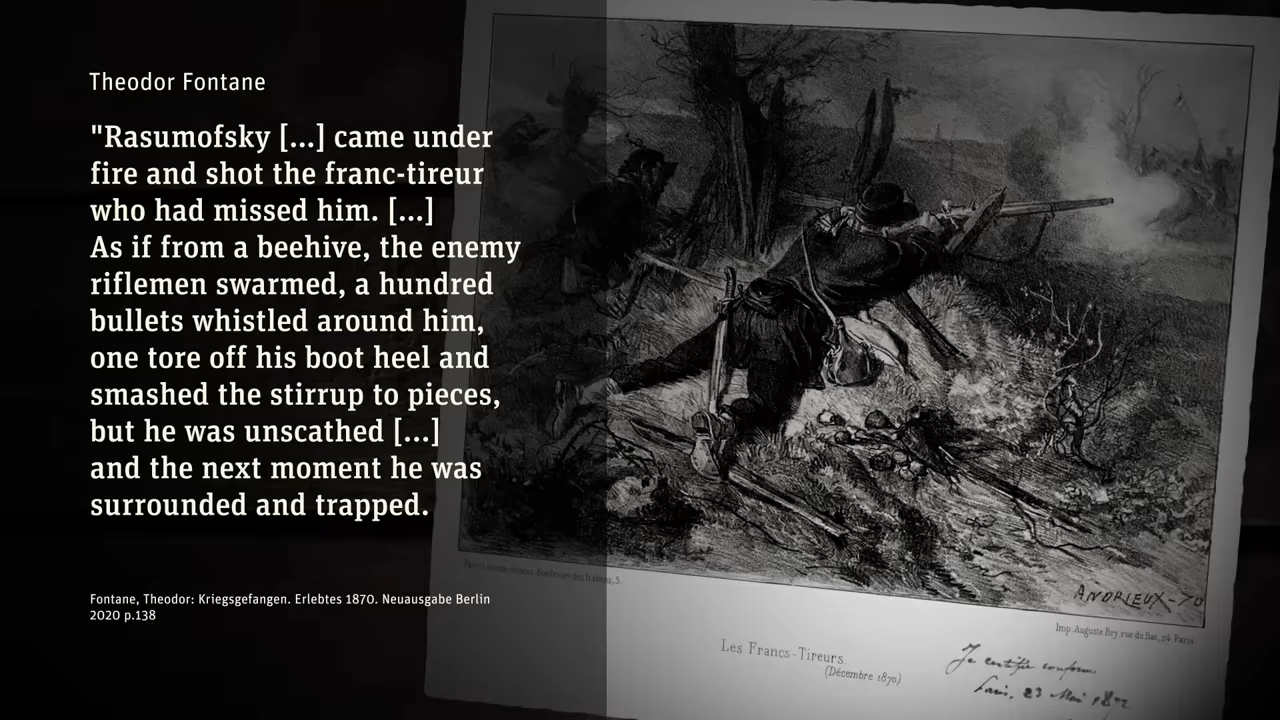 Theodor Fontane
"Rasumofsky [...] came under
fire and shot the franc-tireur
who had missed him. [...]
As if from a beehive, the enemy
riflemen swarmed, a hundred
bullets whistled around him,
one tore off his boot heel and
smashed the stirrup to pieces,
but he was unscathed [...]
and the next moment he was
surrounded and trapped.
Fontane, Theodor: Kriegsgefangen. Erlebtes 1870. Neuausgabe Berlin
2020 p.138
ANDRIEUX-70
Boulevart des Italiens, 5.
Imp. Auguste Bry, rue du Bac, 114 Paris
Les Francs-Tireurs.
(Décembre 1870)
Je certifie conforme
Paris, 23 Mai